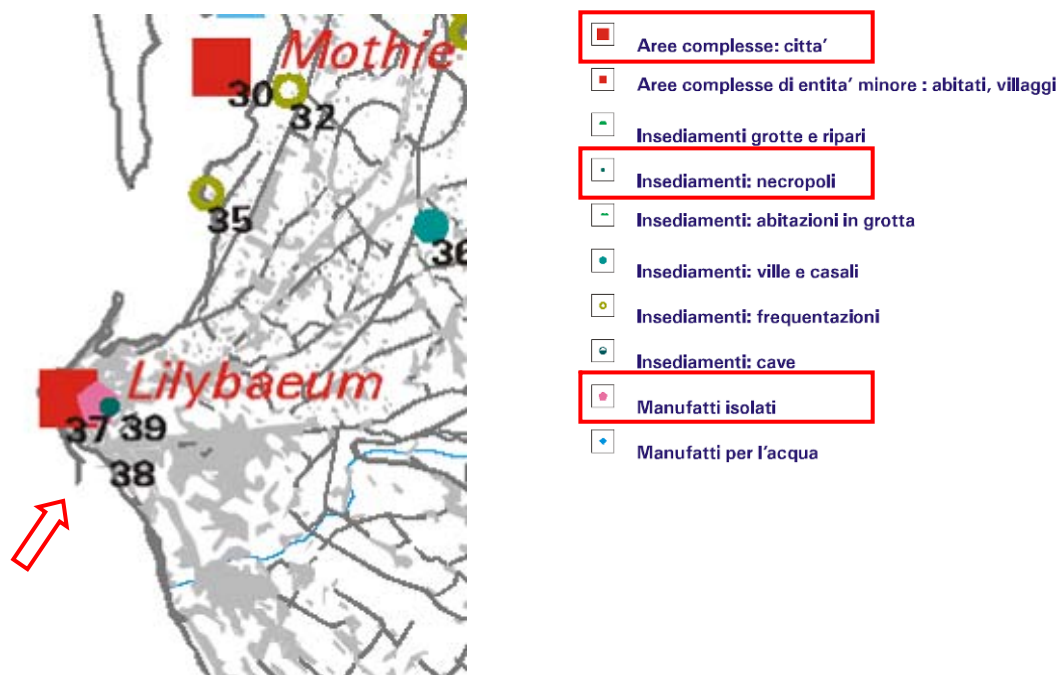 Mothie
30
32
35
36
Lilybaeum
37 39
38
Aree complesse: citta'
Aree complesse di entita' minore : abitati, villaggi
Insediamenti grotte e ripari
Insediamenti: necropoli
Insediamenti: abitazioni in grotta
Insediamenti: ville e casali
Insediamenti: frequentazioni
Insediamenti: cave
Manufatti isolati
Manufatti per l'acqua